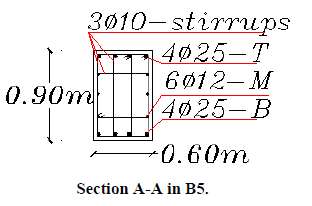 3ø10-stirrups
4ø25-T
6ø12-M
4ø25-B
0.90m
0.60m
Section A-A in B5.